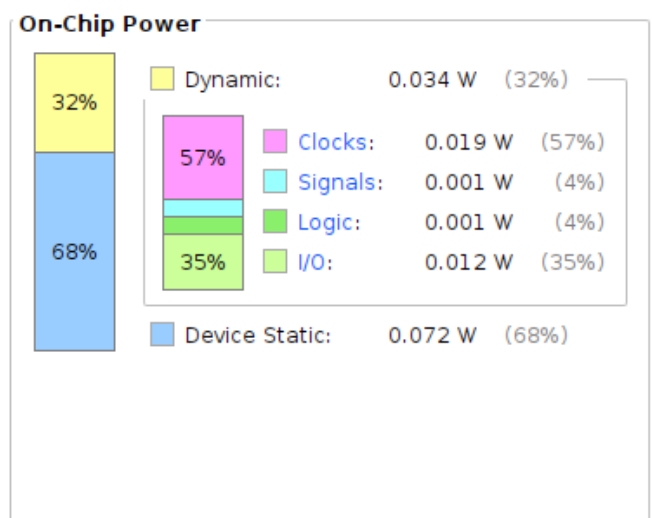 On-Chip Power
32%
68%
Dynamic: 0.034 W (32%)
57%
35%
Clocks: 0.019 W (57%)
Signals: 0.001 W (4%)
Logic: 0.001 W (4%)
I/O: 0.012 W (35%)
Device Static: 0.072 W (68%)